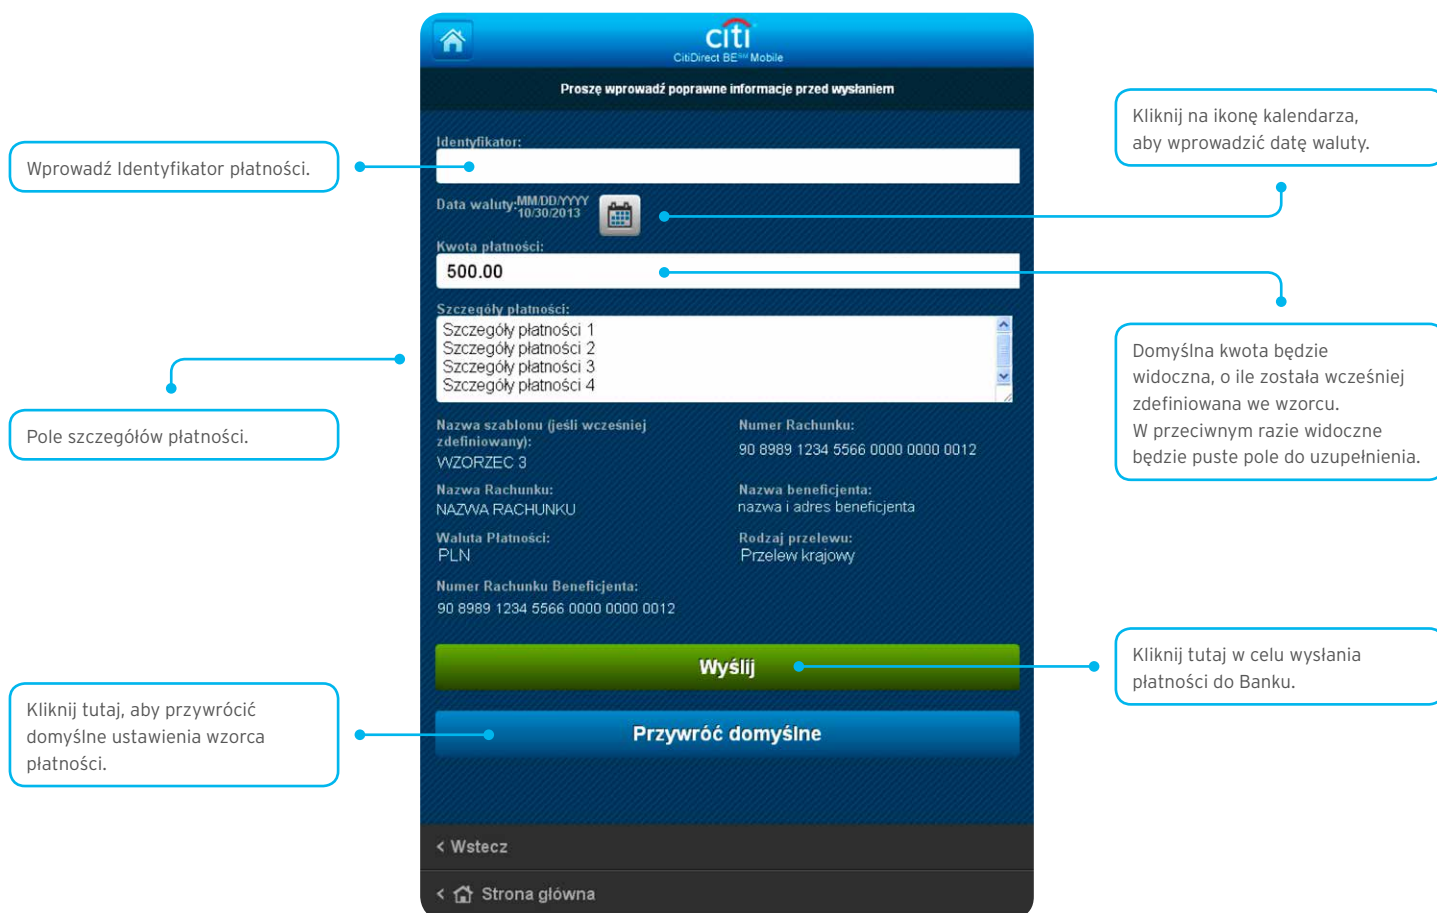 citi
CitiDirect BE℠ Mobile
Proszę wprowadź poprawne informacje przed wysłaniem
Identyfikator:
Wprowadź Identyfikator płatności.
Kliknij na ikonę kalendarza,
aby wprowadzić datę waluty.
Data waluty: MM/DD/YYYY
10/30/2013
Kwota płatności:
500.00
Szczegóły płatności:
Szczegóły płatności 1
Szczegóły płatności 2
Szczegóły płatności 3
Szczegóły płatności 4
Pole szczegółów płatności.
Domyślna kwota będzie
widoczna, o ile została wcześniej
zdefiniowana we wzorcu.
W przeciwnym razie widoczne
będzie puste pole do uzupełnienia.
Nazwa szablonu (jeśli wcześniej
zdefiniowany):
WZORZEC 3
Numer Rachunku:
90 8989 1234 5566 0000 0000 0012
Nazwa Rachunku:
NAZWA RACHUNKU
Nazwa beneficjenta:
nazwa i adres beneficjenta
Waluta Płatności:
PLN
Rodzaj przelewu:
Przelew krajowy
Numer Rachunku Beneficjenta:
90 8989 1234 5566 0000 0000 0012
Wyślij
Kliknij tutaj w celu wysłania
płatności do Banku.
Kliknij tutaj, aby przywrócić
domyślne ustawienia wzorca
płatności.
Przywróć domyślne
< Wstecz
< Strona główna